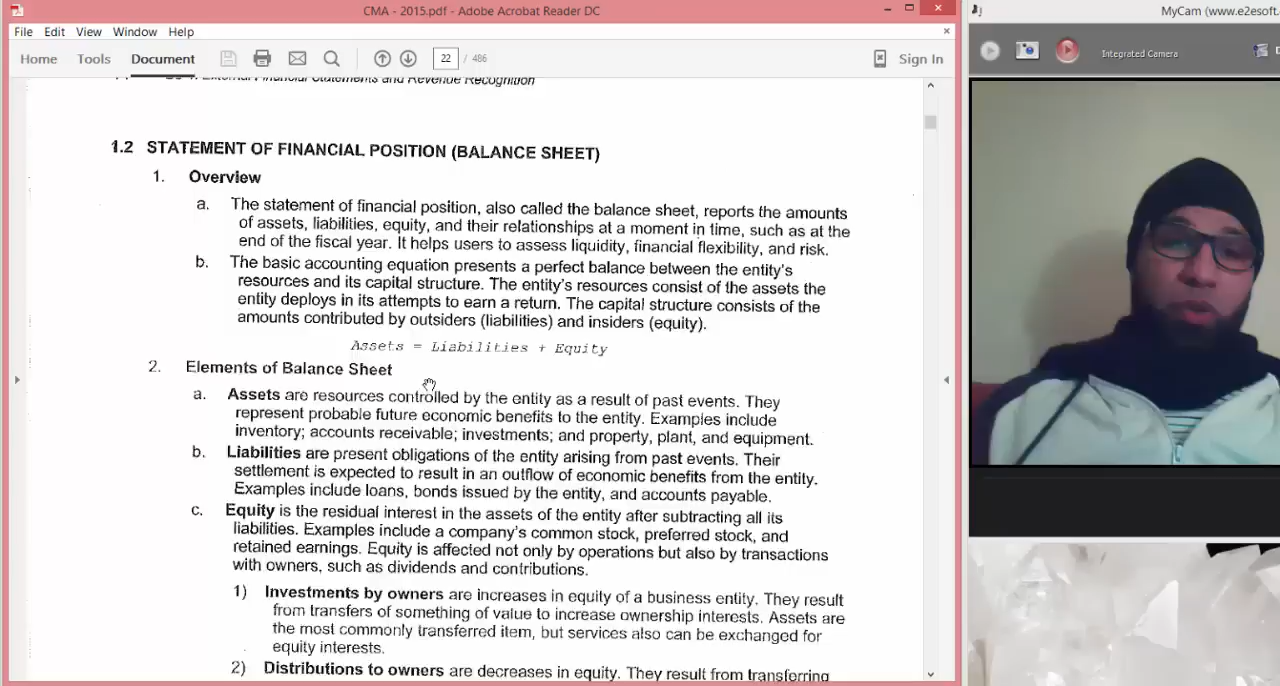 CMA - 2015.pdf - Adobe Acrobat Reader DC
MyCam (www.e2esoft.
File Edit View Window Help
Home Tools Document 22 / 486 Sign In
Integrated Camera
External Financial Statements and Revenue Recognition
1.2 STATEMENT OF FINANCIAL POSITION (BALANCE SHEET)
1. Overview
a. The statement of financial position, also called the balance sheet, reports the amounts
of assets, liabilities, equity, and their relationships at a moment in time, such as at the
end of the fiscal year. It helps users to assess liquidity, financial flexibility, and risk.
b. The basic accounting equation presents a perfect balance between the entity's
resources and its capital structure. The entity's resources consist of the assets the
entity deploys in its attempts to earn a return. The capital structure consists of the
amounts contributed by outsiders (liabilities) and insiders (equity).
Assets = Liabilities + Equity
2. Elements of Balance Sheet
a. Assets are resources controlled by the entity as a result of past events. They
represent probable future economic benefits to the entity. Examples include
inventory; accounts receivable; investments; and property, plant, and equipment.
b. Liabilities are present obligations of the entity arising from past events. Their
settlement is expected to result in an outflow of economic benefits from the entity.
Examples include loans, bonds issued by the entity, and accounts payable.
c. Equity is the residual interest in the assets of the entity after subtracting all its
liabilities. Examples include a company's common stock, preferred stock, and
retained earnings. Equity is affected not only by operations but also by transactions
with owners, such as dividends and contributions.
1) Investments by owners are increases in equity of a business entity. They result
from transfers of something of value to increase ownership interests. Assets are
the most commonly transferred item, but services also can be exchanged for
equity interests.
2) Distributions to owners are decreases in equity. They result from transferring